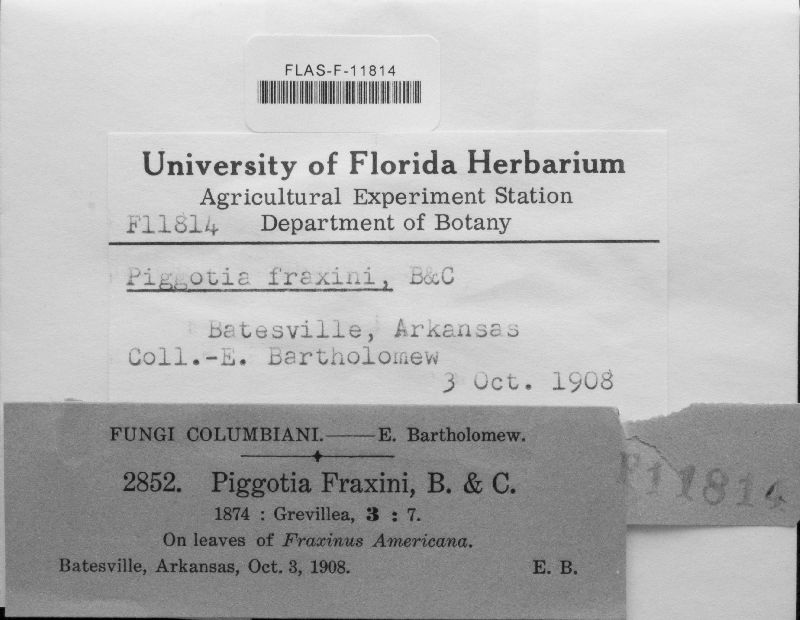 FLAS-F-11814
University of Florida Herbarium
Agricultural Experiment Station
F11814 Department of Botany
Piggotia fraxini, B&C
Batesville, Arkansas
Coll.-E. Bartholomew
3 Oct. 1908
FUNGI COLUMBIANI.——E. Bartholomew.
2852. Piggotia Fraxini, B. & C.
1874 : Grevillea, 3 : 7.
On leaves of Fraxinus Americana.
Batesville, Arkansas, Oct. 3, 1908. E. B.
F11814